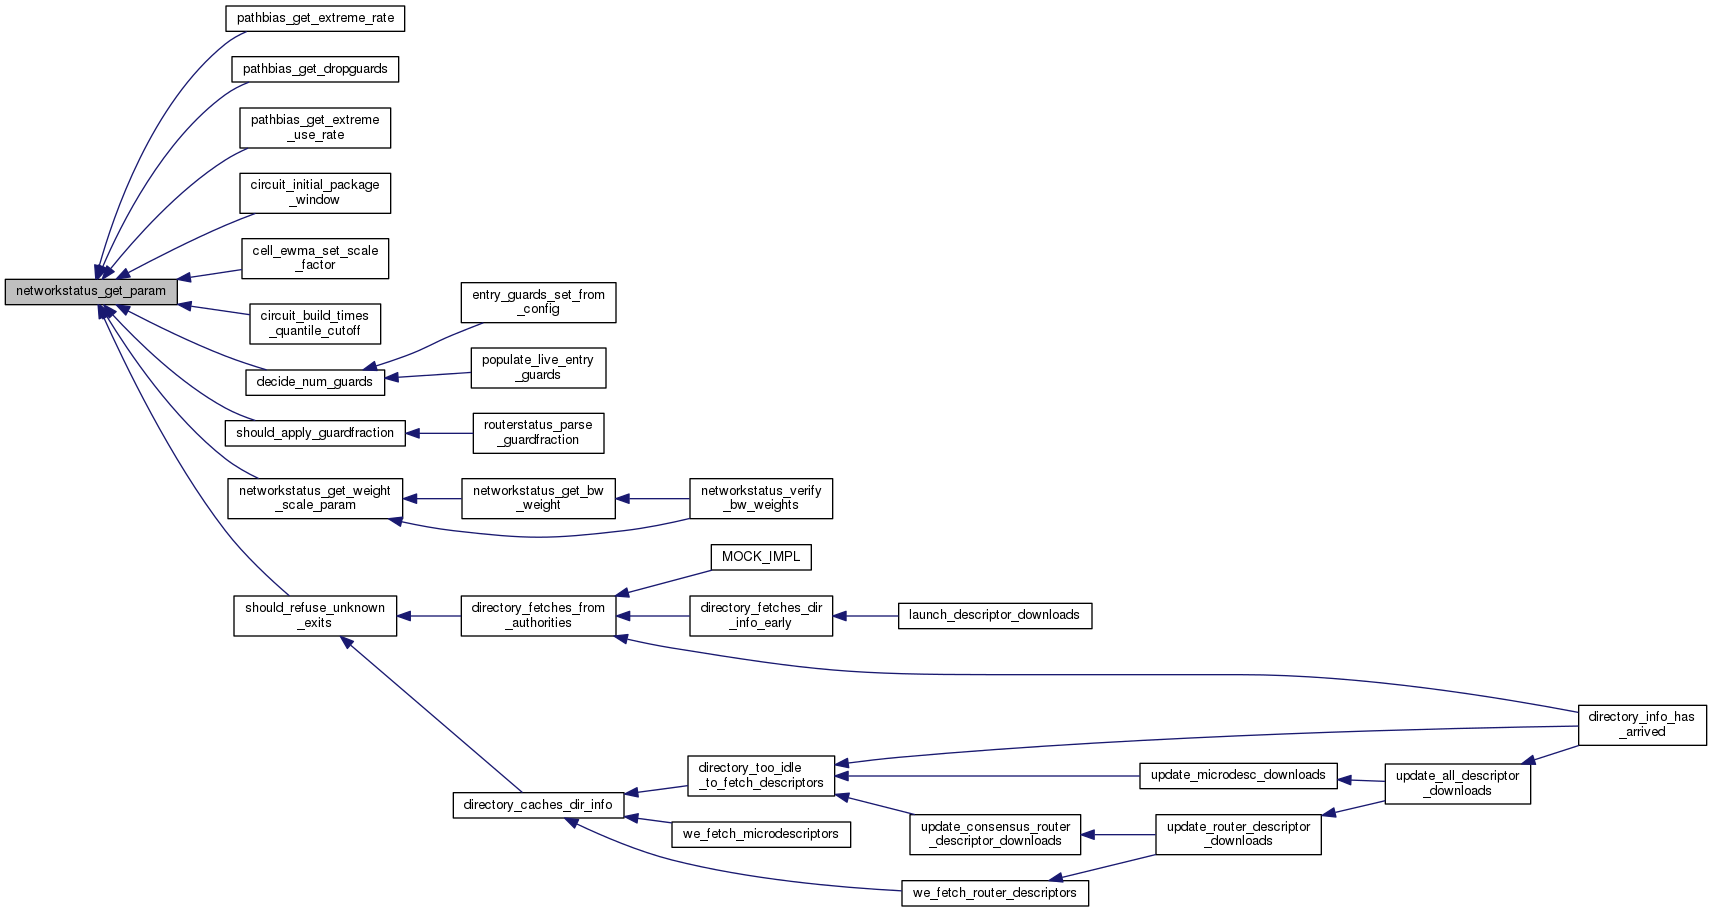 pathbias_get_extreme_rate
pathbias_get_dropguards
pathbias_get_extreme
_use_rate
circuit_initial_package
_window
cell_ewma_set_scale
_factor
networkstatus_get_param
circuit_build_times
_quantile_cutoff
entry_guards_set_from
_config
populate_live_entry
_guards
decide_num_guards
should_apply_guardfraction
routerstatus_parse
_guardfraction
networkstatus_get_weight
_scale_param
networkstatus_get_bw
_weight
networkstatus_verify
_bw_weights
MOCK_IMPL
should_refuse_unknown
_exits
directory_fetches_from
_authorities
directory_fetches_dir
_info_early
launch_descriptor_downloads
directory_info_has
_arrived
directory_too_idle
_to_fetch_descriptors
update_microdesc_downloads
update_all_descriptor
_downloads
directory_caches_dir_info
we_fetch_microdescriptors
update_consensus_router
_descriptor_downloads
update_router_descriptor
_downloads
we_fetch_router_descriptors